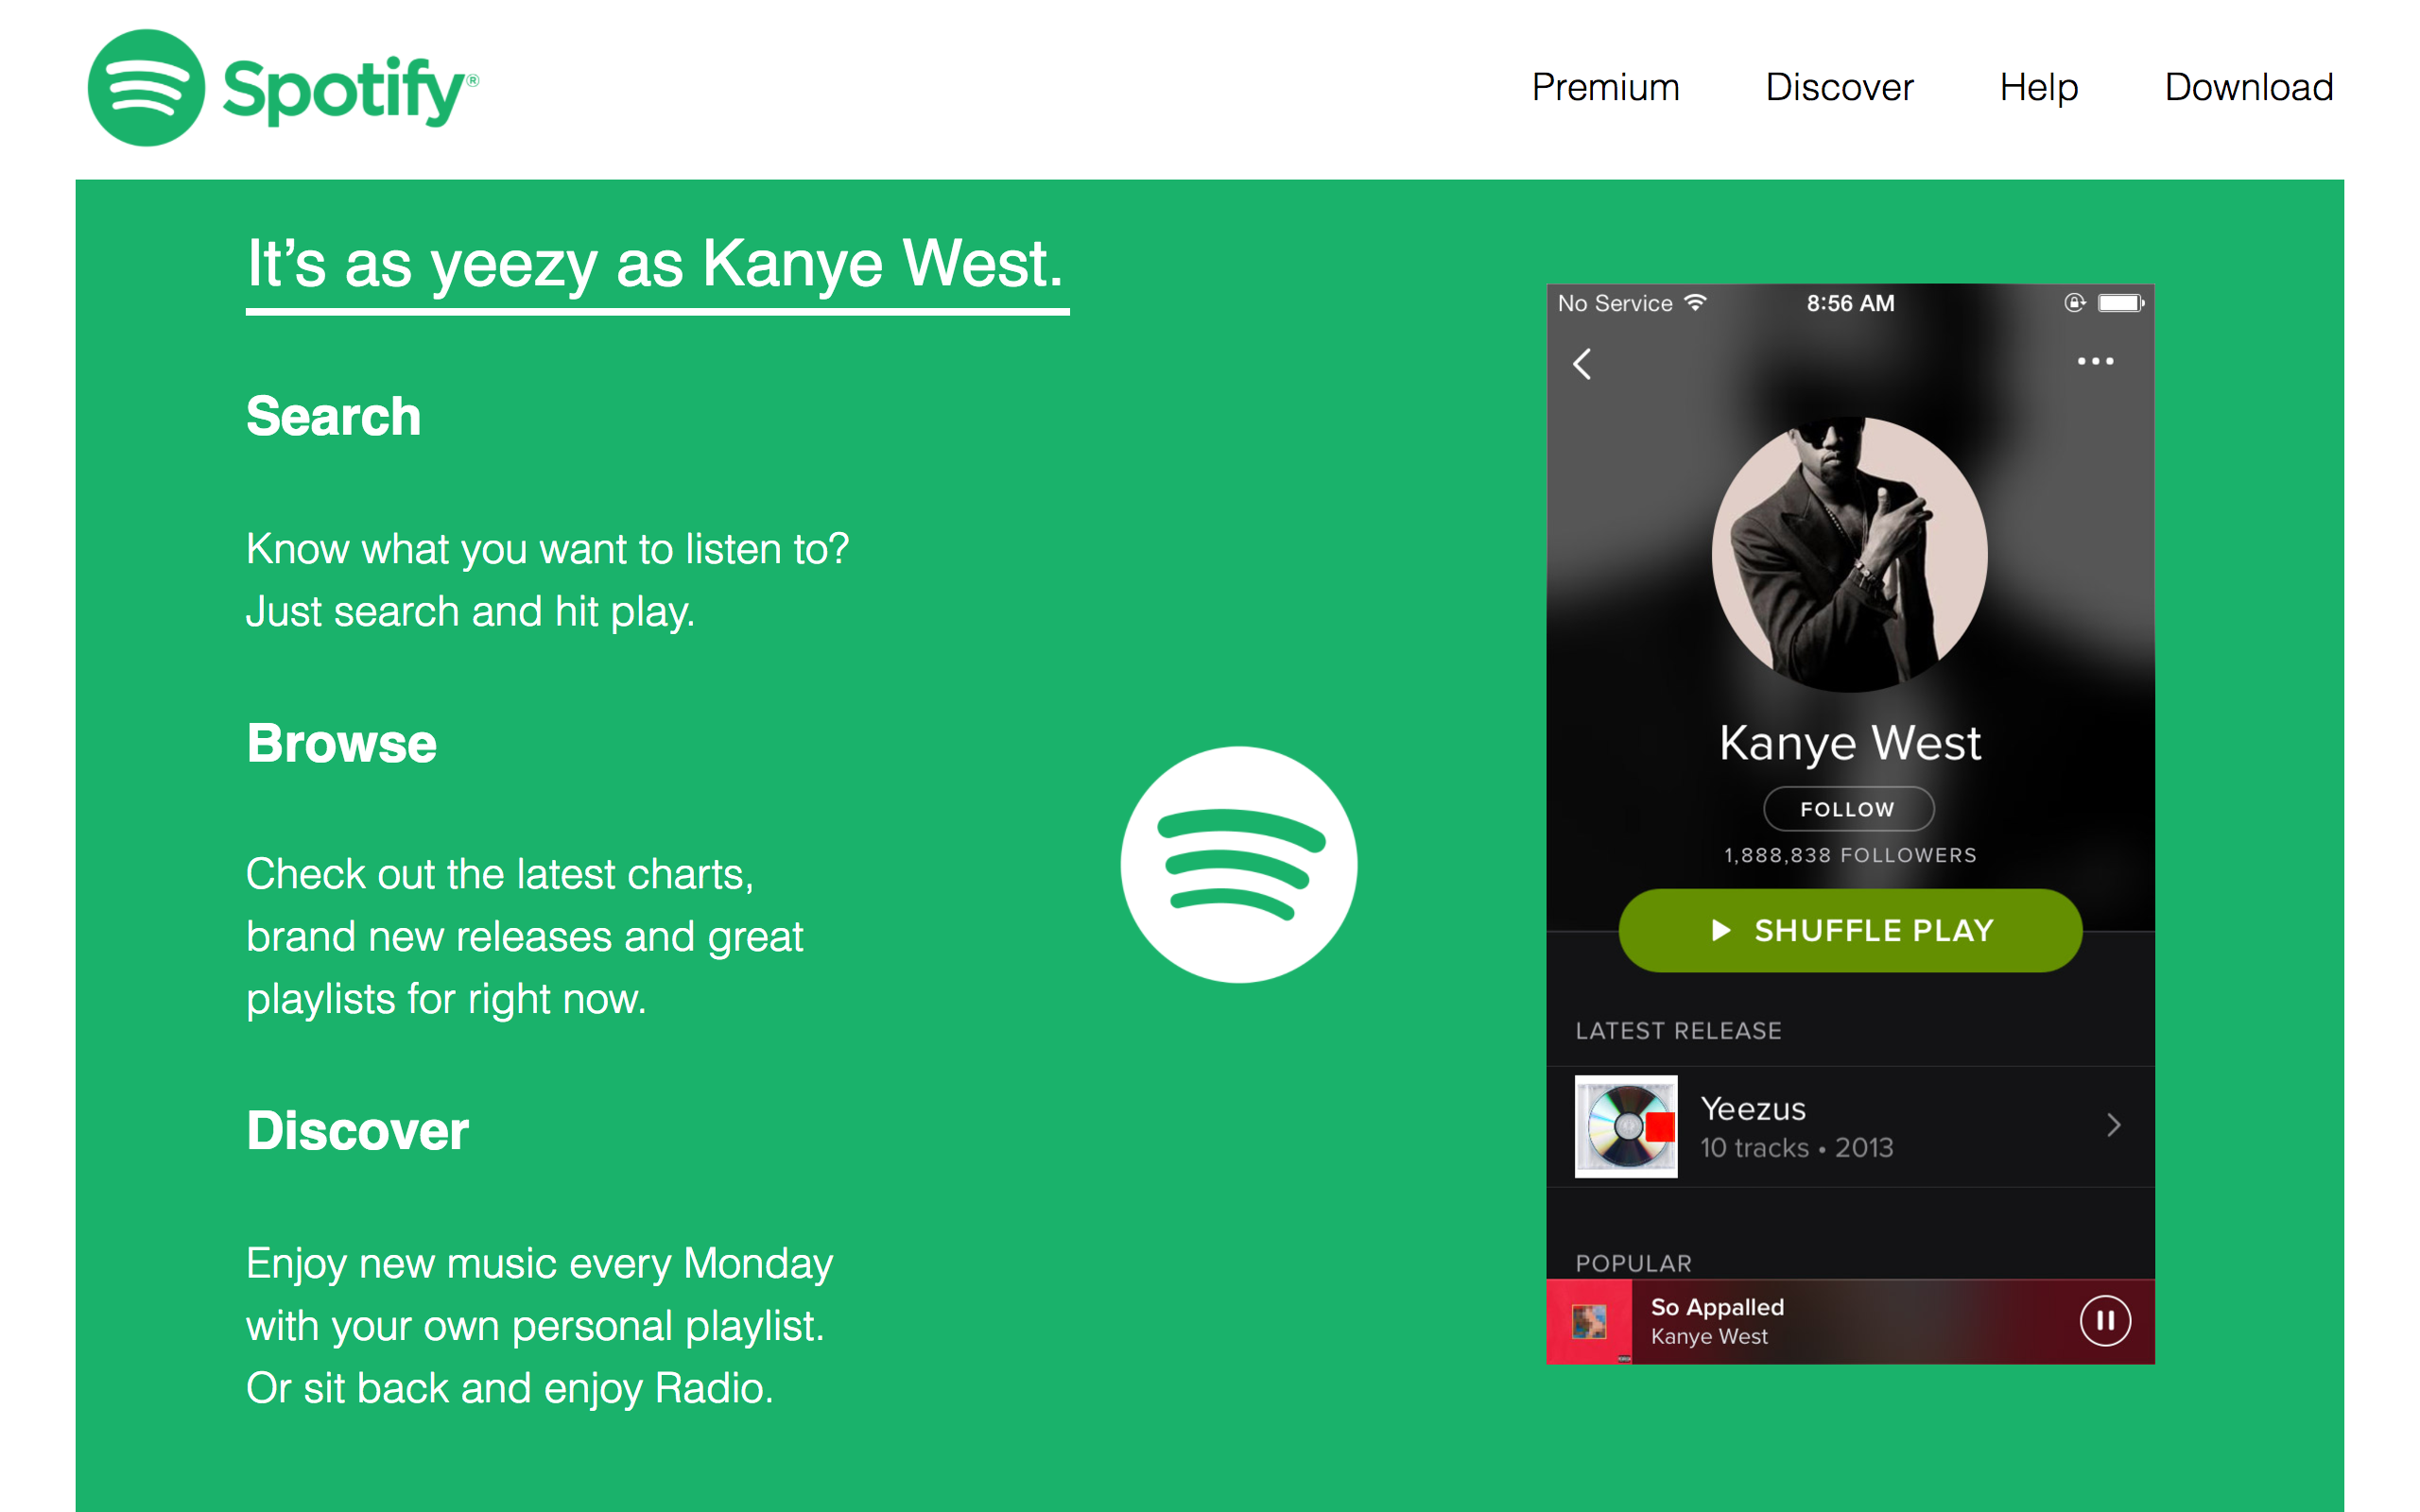 Spotify®
Premium Discover Help Download
It’s as yeezy as Kanye West.
Search
Know what you want to listen to?
Just search and hit play.
Browse
Check out the latest charts,
brand new releases and great
playlists for right now.
Discover
Enjoy new music every Monday
with your own personal playlist.
Or sit back and enjoy Radio.
No Service 8:56 AM
Kanye West
FOLLOW
1,888,838 FOLLOWERS
SHUFFLE PLAY
LATEST RELEASE
Yeezus
10 tracks • 2013
POPULAR
So Appalled
Kanye West